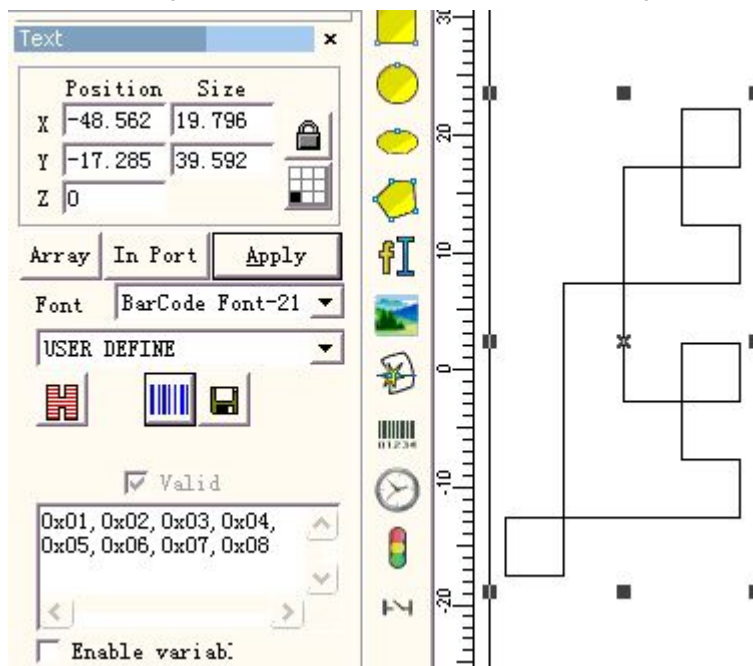 Text
Position Size
X -48.562 19.796
Y -17.285 39.592
Z 0
Array In Port Apply
Font BarCode Font-21
USER DEFINE
Valid
0x01, 0x02, 0x03, 0x04,
0x05, 0x06, 0x07, 0x08
Enable variab
30
20
10
0
-10
-20
01234